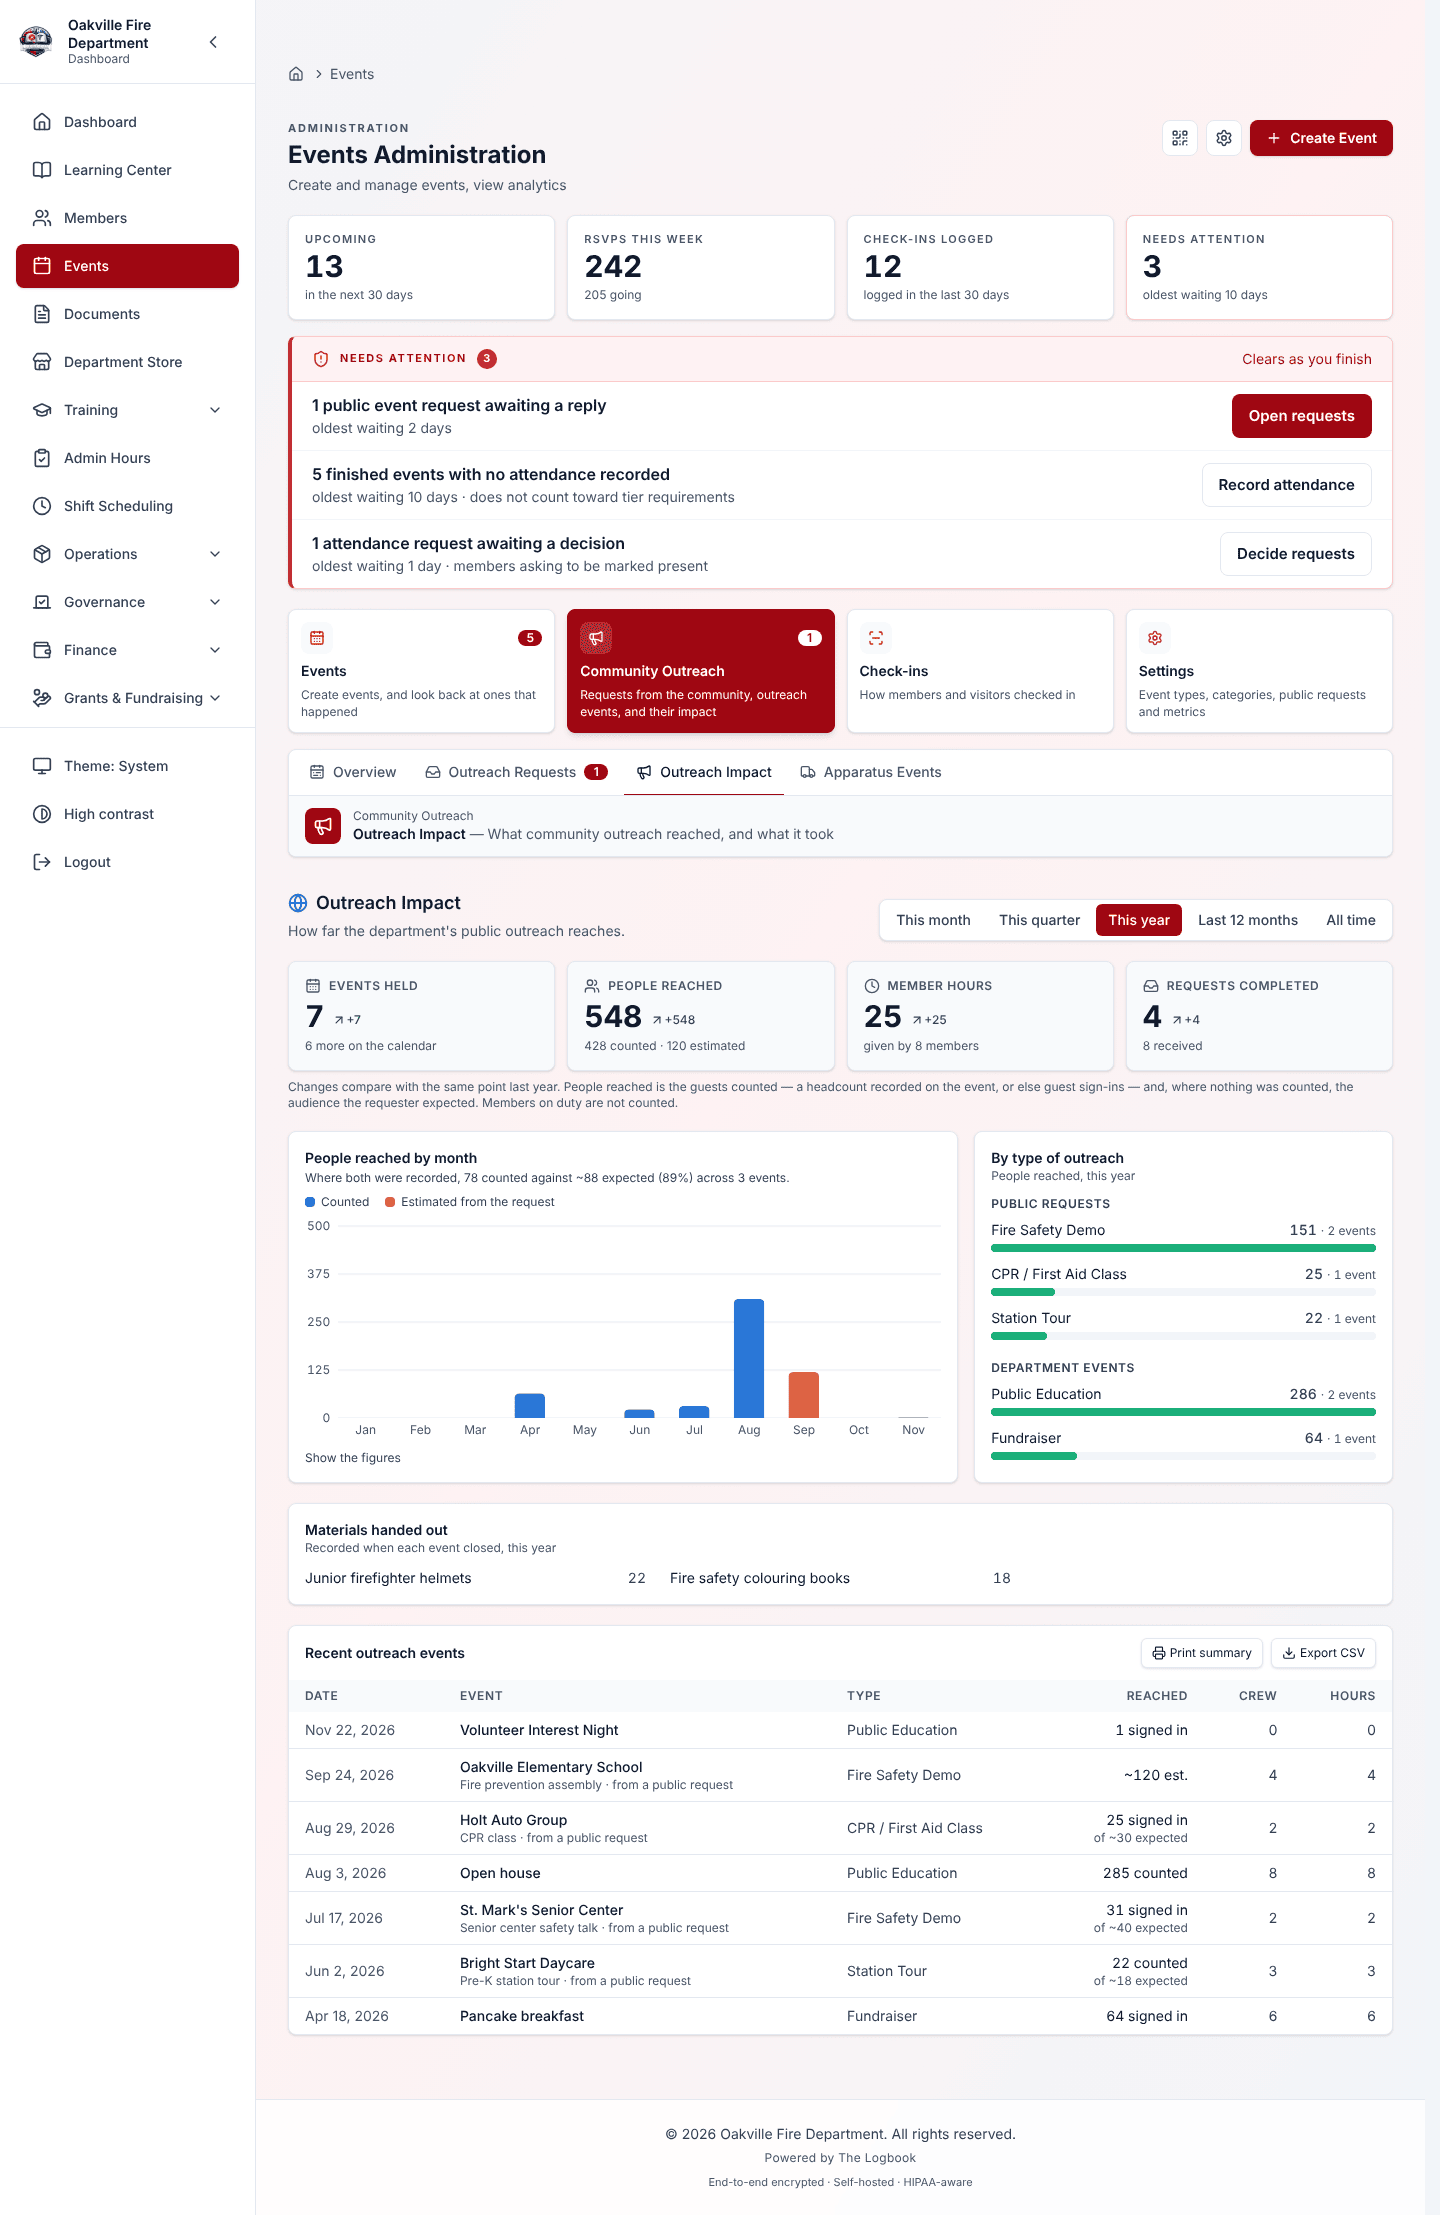 Oakville Fire
Department
Dashboard
Dashboard
Learning Center
Members
Events
Documents
Department Store
Training
Admin Hours
Shift Scheduling
Operations
Governance
Finance
Grants & Fundraising
Theme: System
High contrast
Logout
Events
ADMINISTRATION
Events Administration
Create and manage events, view analytics
Create Event
UPCOMING
13
in the next 30 days
RSVPS THIS WEEK
242
205 going
CHECK-INS LOGGED
12
logged in the last 30 days
NEEDS ATTENTION
3
oldest waiting 10 days
NEEDS ATTENTION 3
Clears as you finish
1 public event request awaiting a reply
oldest waiting 2 days
Open requests
5 finished events with no attendance recorded
oldest waiting 10 days · does not count toward tier requirements
Record attendance
1 attendance request awaiting a decision
oldest waiting 1 day · members asking to be marked present
Decide requests
5
Events
Create events, and look back at ones that
happened
1
Community Outreach
Requests from the community, outreach
events, and their impact
Check-ins
How members and visitors checked in
Settings
Event types, categories, public requests
and metrics
Overview
Outreach Requests 1
Outreach Impact
Apparatus Events
Community Outreach
Outreach Impact — What community outreach reached, and what it took
Outreach Impact
How far the department's public outreach reaches.
This month
This quarter
This year
Last 12 months
All time
EVENTS HELD
7 +7
6 more on the calendar
PEOPLE REACHED
548 +548
428 counted · 120 estimated
MEMBER HOURS
25 +25
given by 8 members
REQUESTS COMPLETED
4 +4
8 received
Changes compare with the same point last year. People reached is the guests counted — a headcount recorded on the event, or else guest sign-ins — and, where nothing was counted, the
audience the requester expected. Members on duty are not counted.
People reached by month
Where both were recorded, 78 counted against ~88 expected (89%) across 3 events.
Counted
Estimated from the request
500
375
250
125
0
Jan Feb Mar Apr May Jun Jul Aug Sep Oct Nov
Show the figures
By type of outreach
People reached, this year
PUBLIC REQUESTS
Fire Safety Demo 151 · 2 events
CPR / First Aid Class 25 · 1 event
Station Tour 22 · 1 event
DEPARTMENT EVENTS
Public Education 286 · 2 events
Fundraiser 64 · 1 event
Materials handed out
Recorded when each event closed, this year
Junior firefighter helmets 22
Fire safety colouring books 18
Recent outreach events
Print summary
Export CSV
DATE EVENT TYPE REACHED CREW HOURS
Nov 22, 2026 Volunteer Interest Night Public Education 1 signed in 0 0
Sep 24, 2026 Oakville Elementary School Fire Safety Demo ~120 est. 4 4
Fire prevention assembly · from a public request
Aug 29, 2026 Holt Auto Group CPR / First Aid Class 25 signed in 2 2
CPR class · from a public request of ~30 expected
Aug 3, 2026 Open house Public Education 285 counted 8 8
Jul 17, 2026 St. Mark's Senior Center Fire Safety Demo 31 signed in 2 2
Senior center safety talk · from a public request of ~40 expected
Jun 2, 2026 Bright Start Daycare Station Tour 22 counted 3 3
Pre-K station tour · from a public request of ~18 expected
Apr 18, 2026 Pancake breakfast Fundraiser 64 signed in 6 6
© 2026 Oakville Fire Department. All rights reserved.
Powered by The Logbook
End-to-end encrypted · Self-hosted · HIPAA-aware